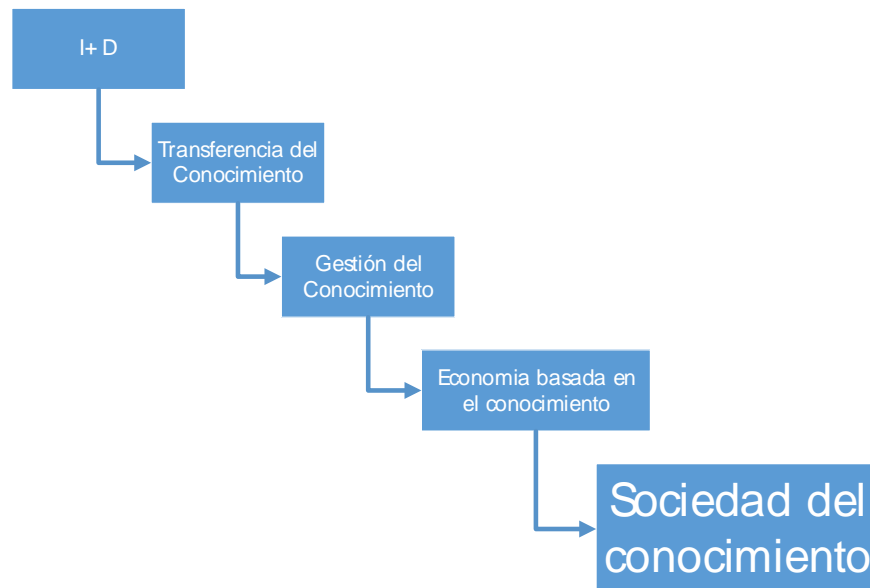 I+ D
Transferencia del
Conocimiento
Gestión del
Conocimiento
Economia basada en
el conocimiento
Sociedad del
conocimiento